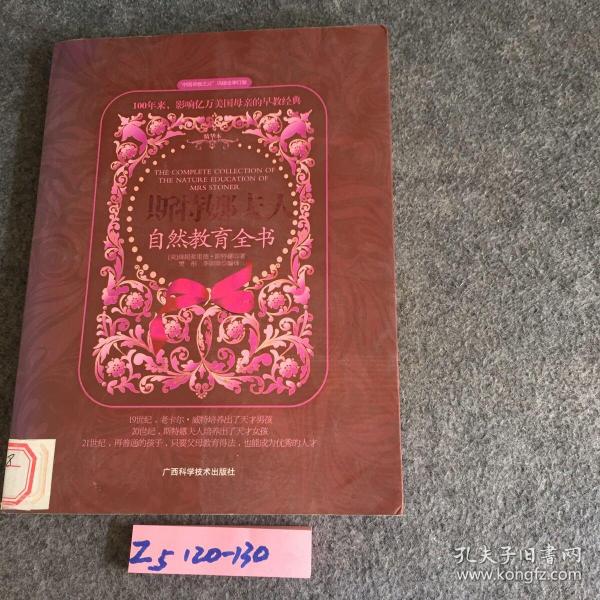 100年来，影响亿万美国母亲的早教经典
精华本
THE COMPLETE COLLECTION OF
THE NATURE EDUCATION OF
MRS STONER
斯特娜夫人
自然教育全书
19世纪，老卡尔·威特培养出了天才男孩
20世纪，斯特娜夫人培养出了天才女孩
21世纪，再普通的孩子，只要父母教育得法，也能成为优秀的人才
广西科学技术出版社
8
Z5 120-130
孔夫子旧书网
www.kongfz.com